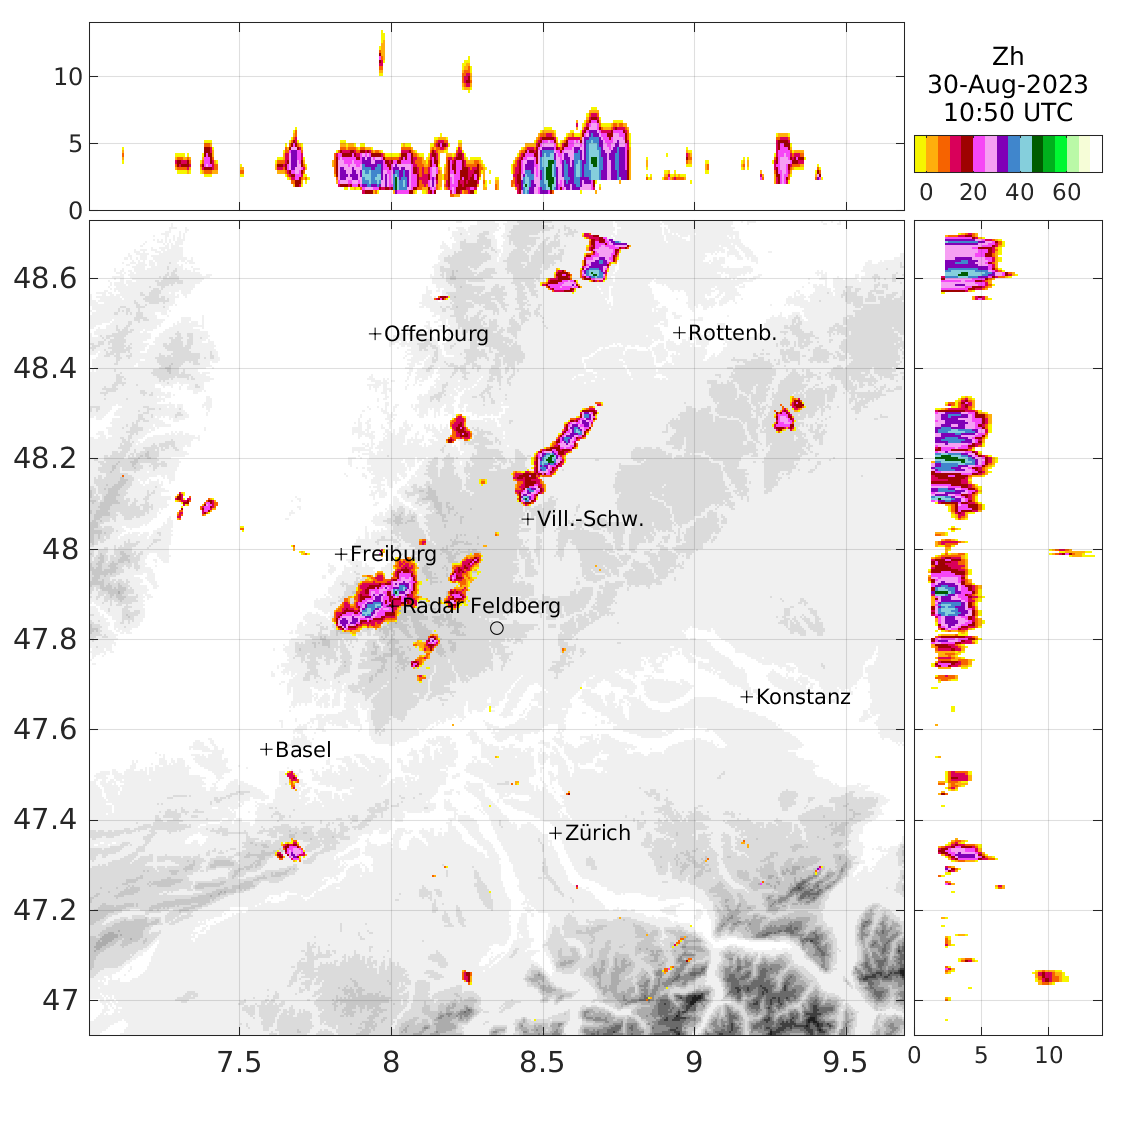 10
5
0
Zh
30-Aug-2023
10:50 UTC
0 20 40 60
48.6
48.4
48.2
48
47.8
47.6
47.4
47.2
47
Offenburg
Rottenb.
Vill.-Schw.
Freiburg
Radar Feldberg
Konstanz
Basel
Zürich
7.5 8 8.5 9 9.5
0 5 10